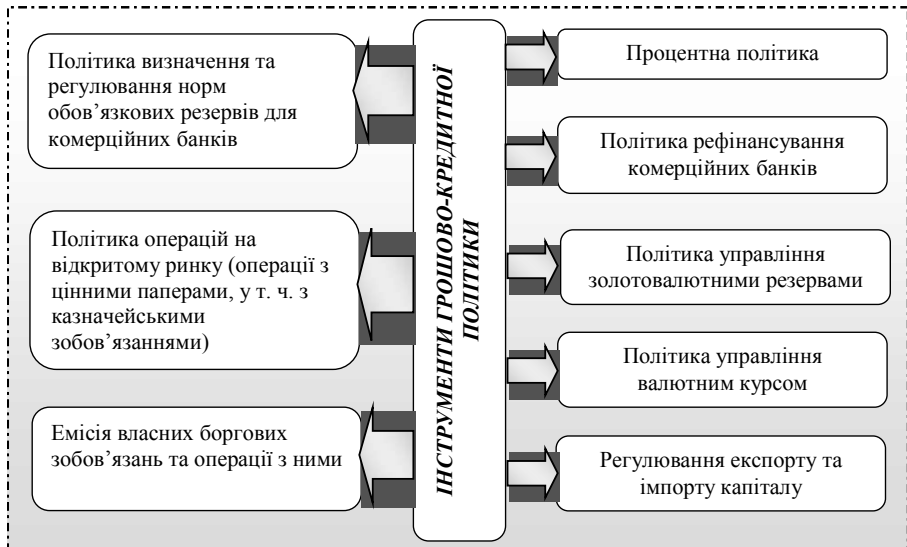 Політика визначення та
регулювання норм
обов’язкових резервів для
комерційних банків
Політика операцій на
відкритому ринку (операції з
цінними паперами, у т. ч. з
казначейськими
зобов’язаннями)
Емісія власних боргових
зобов’язань та операції з ними
ІНСТРУМЕНТИ ГРОШОВО-КРЕДИТНОЇ
ПОЛІТИКИ
Процентна політика
Політика рефінансування
комерційних банків
Політика управління
золотовалютними резервами
Політика управління
валютним курсом
Регулювання експорту та
імпорту капіталу